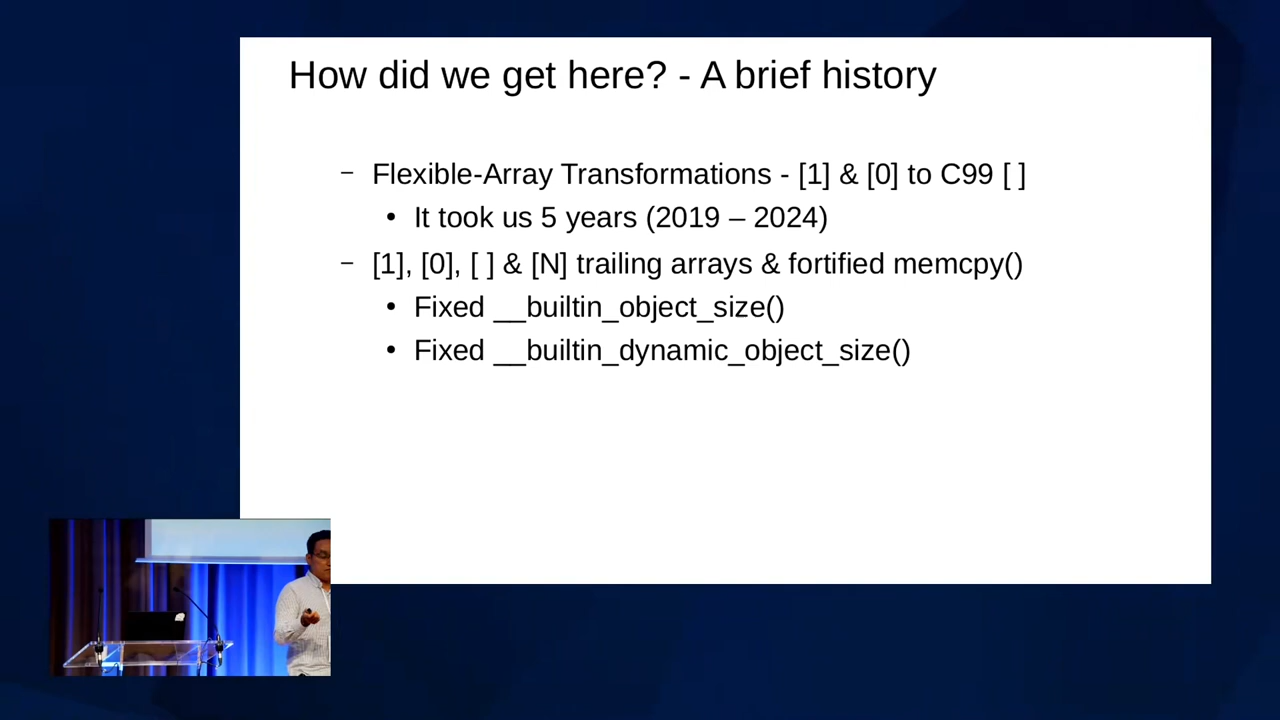 How did we get here? - A brief history
– Flexible-Array Transformations - [1] & [0] to C99 [ ]
• It took us 5 years (2019 – 2024)
– [1], [0], [ ] & [N] trailing arrays & fortified memcpy()
• Fixed __builtin_object_size()
• Fixed __builtin_dynamic_object_size()